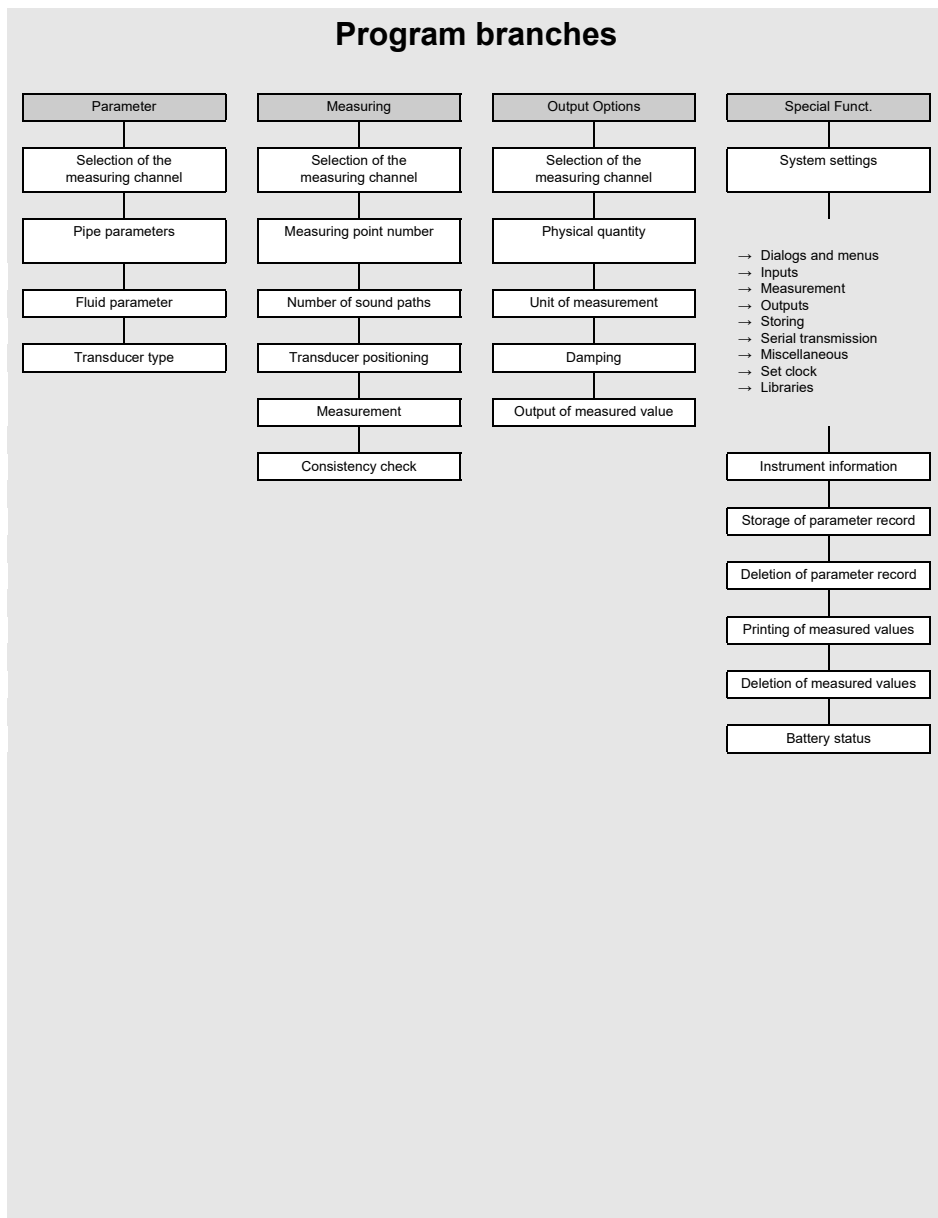 Program branches
Parameter
Selection of the
measuring channel
Pipe parameters
Fluid parameter
Transducer type
Measuring
Selection of the
measuring channel
Measuring point number
Number of sound paths
Transducer positioning
Measurement
Consistency check
Output Options
Selection of the
measuring channel
Physical quantity
Unit of measurement
Damping
Output of measured value
Special Funct.
System settings
→ Dialogs and menus
→ Inputs
→ Measurement
→ Outputs
→ Storing
→ Serial transmission
→ Miscellaneous
→ Set clock
→ Libraries
Instrument information
Storage of parameter record
Deletion of parameter record
Printing of measured values
Deletion of measured values
Battery status